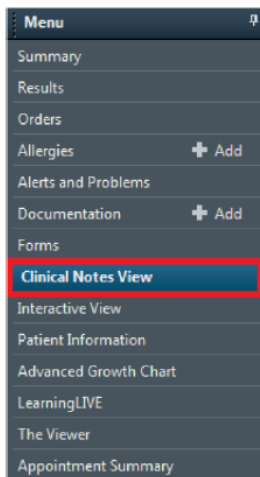 Menu
Summary
Results
Orders
Allergies + Add
Alerts and Problems
Documentation + Add
Forms
Clinical Notes View
Interactive View
Patient Information
Advanced Growth Chart
LearningLIVE
The Viewer
Appointment Summary